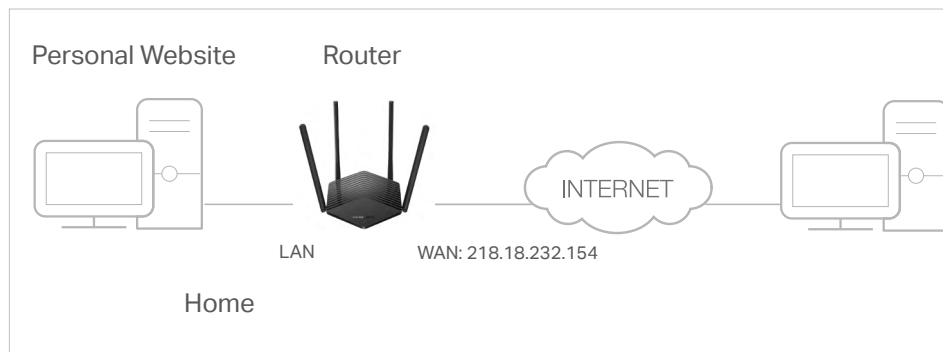 Personal Website
Router
INTERNET
LAN
WAN: 218.18.232.154
Home